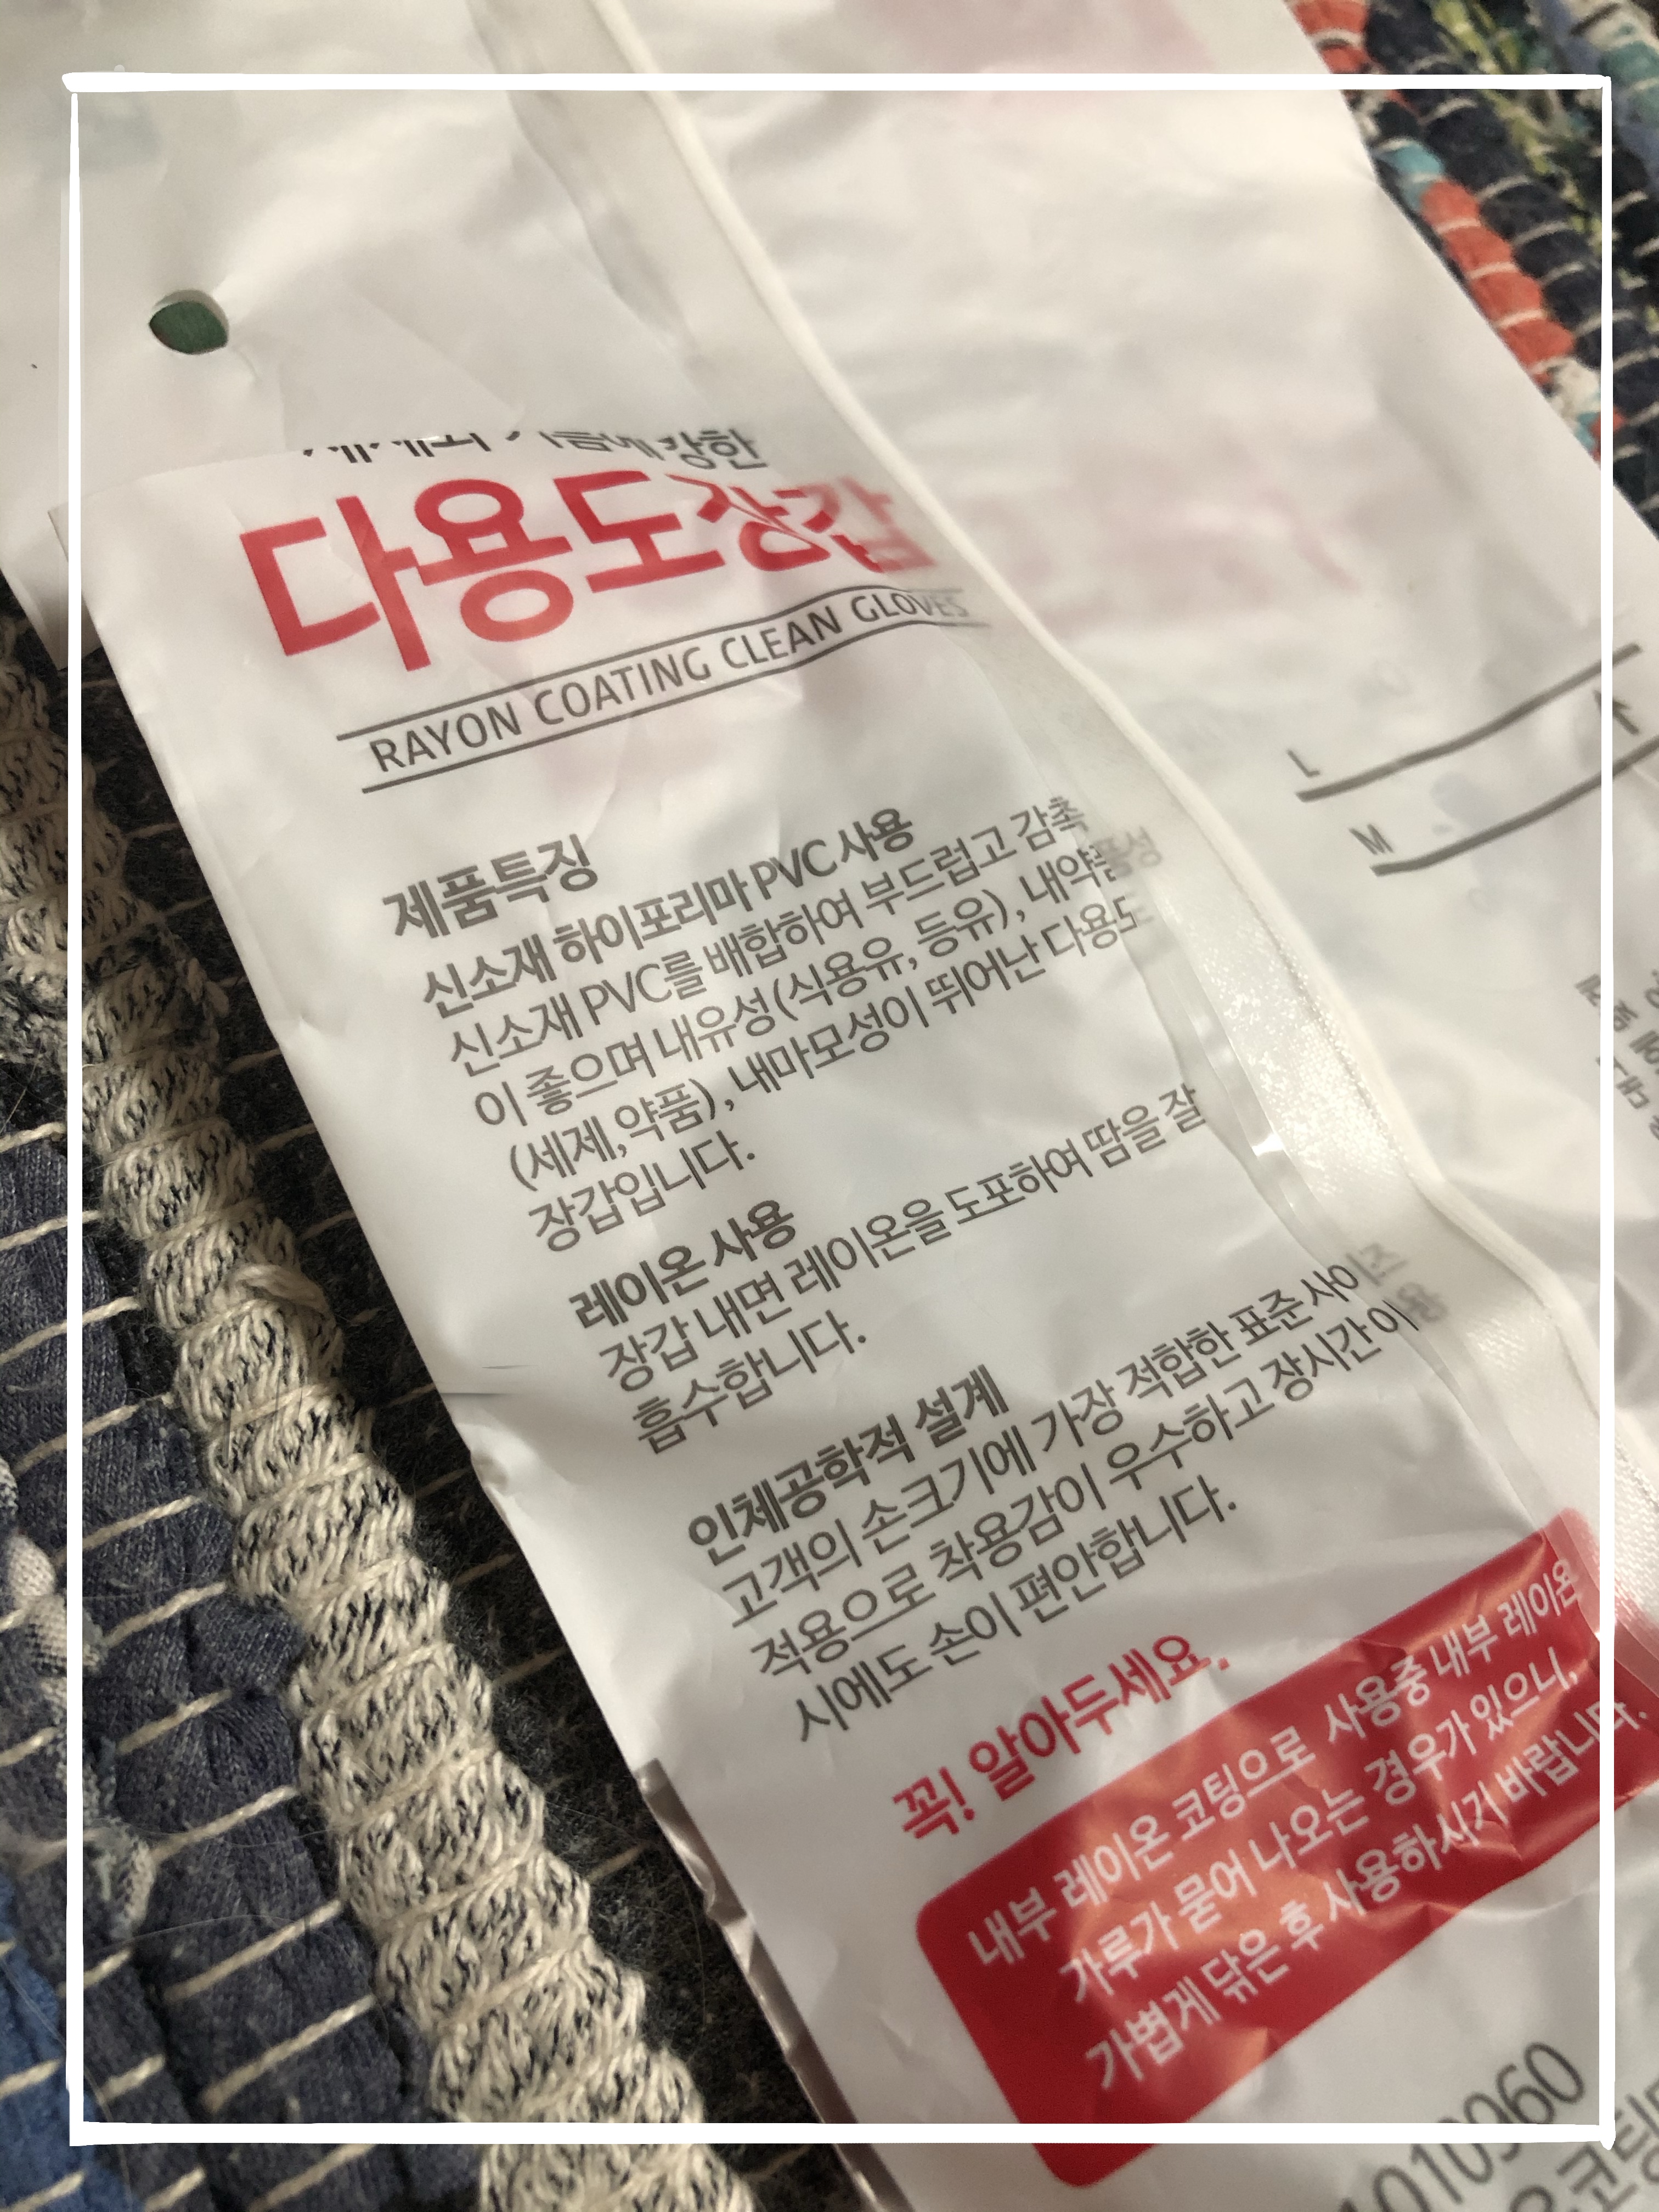 강한
다용도장갑
RAYON COATING CLEAN GLOVES
제품특징
신소재 하이포리마 PVC 사용
신소재 PVC를 배합하여 부드럽고 감촉
이 좋으며 내유성(식용유, 등유), 내약품성
(세제,약품), 내마모성이 뛰어난 다용도
장갑입니다.
레이온 사용
장갑 내면 레이온을 도포하여 땀을 잘
흡수합니다.
인체공학적 설계
고객의 손크기에 가장 적합한 표준 사이즈
적용으로 착용감이 우수하고 장시간 이용
시에도 손이 편안합니다.
꼭! 알아두세요.
내부 레이온 코팅으로 사용중 내부 레이온
가루가 묻어 나오는 경우가 있으니,
가볍게 닦은 후 사용하시기 바랍니다.
L
M
10960
코팅